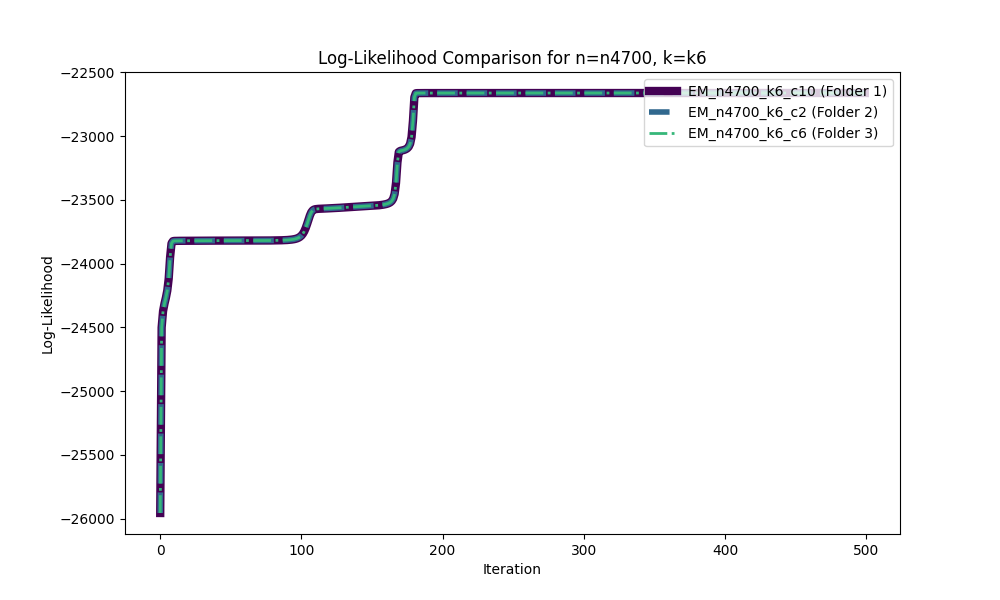 Log-Likelihood Comparison for n=n4700, k=k6
−22500
−23000
−23500
−24000
−24500
−25000
−25500
−26000
Log-Likelihood
EM_n4700_k6_c10 (Folder 1)
EM_n4700_k6_c2 (Folder 2)
EM_n4700_k6_c6 (Folder 3)
0 100 200 300 400 500
Iteration